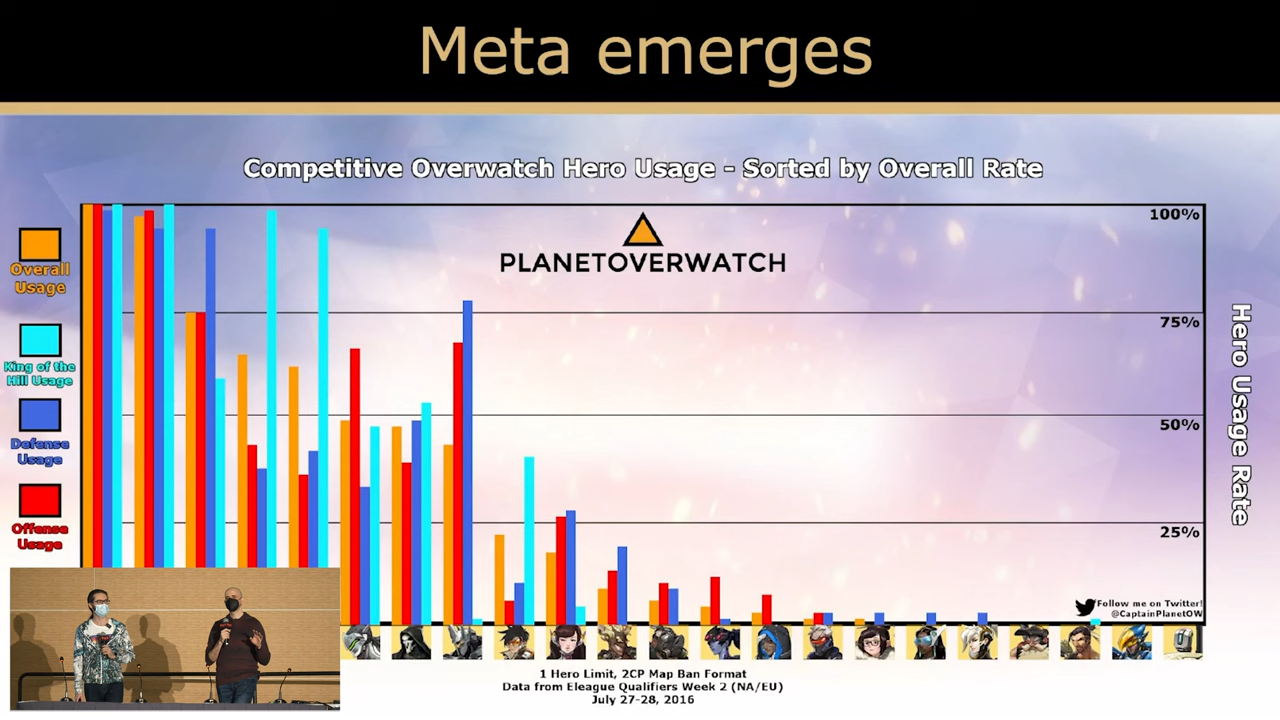 Meta emerges
Competitive Overwatch Hero Usage - Sorted by Overall Rate
PLANETOVERWATCH
100%
75%
50%
25%
Hero Usage Rate
Overall
Usage
King of the
Hill Usage
Defense
Usage
Offense
Usage
Follow me on Twitter!
@CaptainPlanetOW
1 Hero Limit, 2CP Map Ban Format
Data from Eleague Qualifiers Week 2 (NA/EU)
July 27-28, 2016